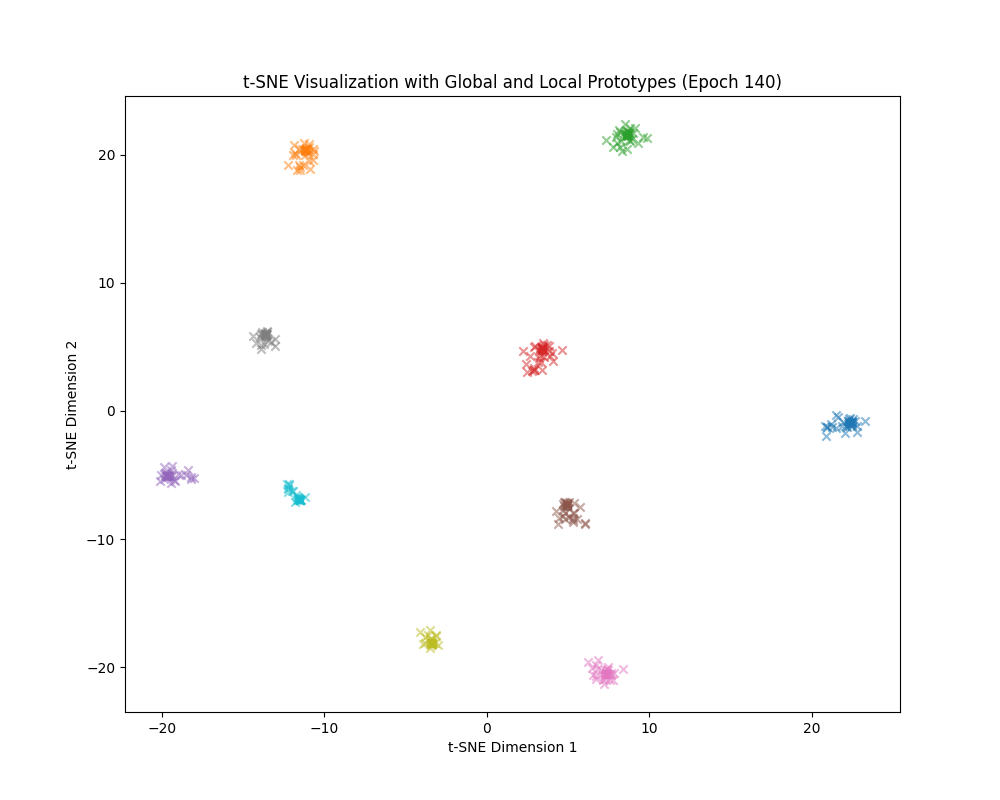 t-SNE Visualization with Global and Local Prototypes (Epoch 140)
20
10
0
−10
−20
t-SNE Dimension 2
−20 −10 0 10 20
t-SNE Dimension 1